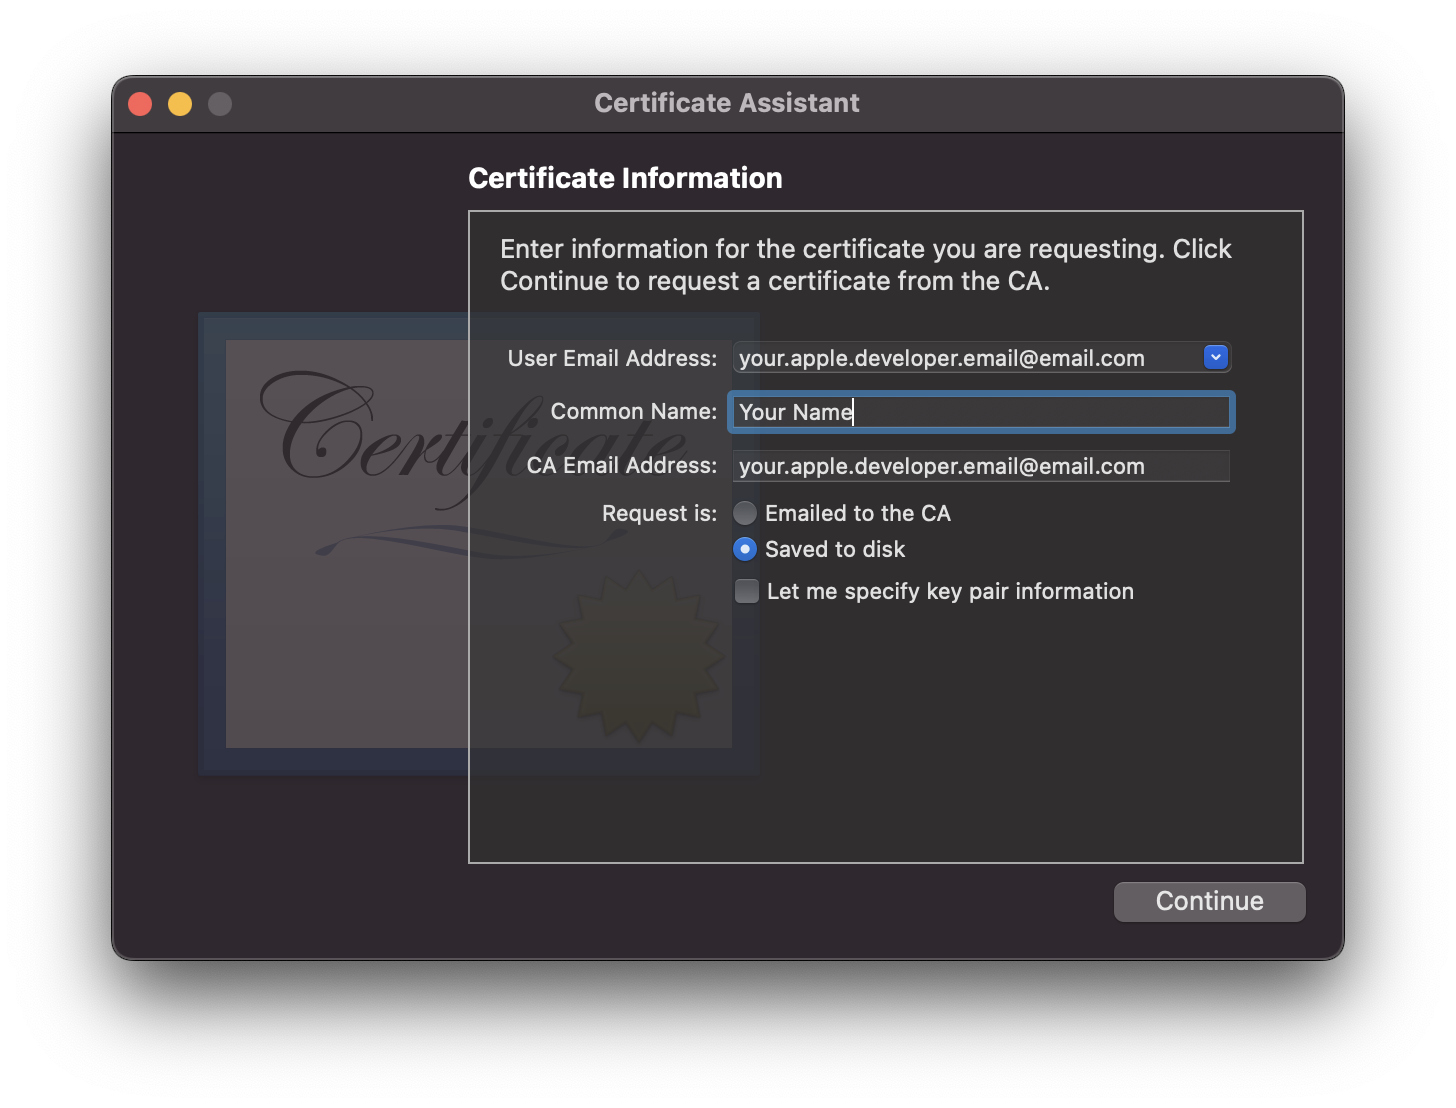 Certificate Assistant
Certificate Information
Enter information for the certificate you are requesting. Click
Continue to request a certificate from the CA.
Certificate
User Email Address: your.apple.developer.email@email.com
Common Name: Your Name
CA Email Address: your.apple.developer.email@email.com
Request is: Emailed to the CA
Saved to disk
Let me specify key pair information
Continue